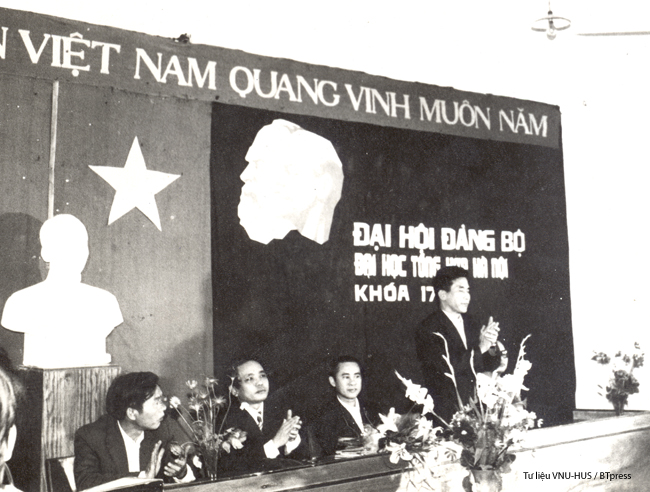 VIỆT NAM QUANG VINH MUÔN NĂM
ĐẠI HỘI ĐẢNG BỘ
ĐẠI HỌC TỔNG HỢP HÀ NỘI
KHÓA 17
Tư liệu VNU-HUS / BTpress